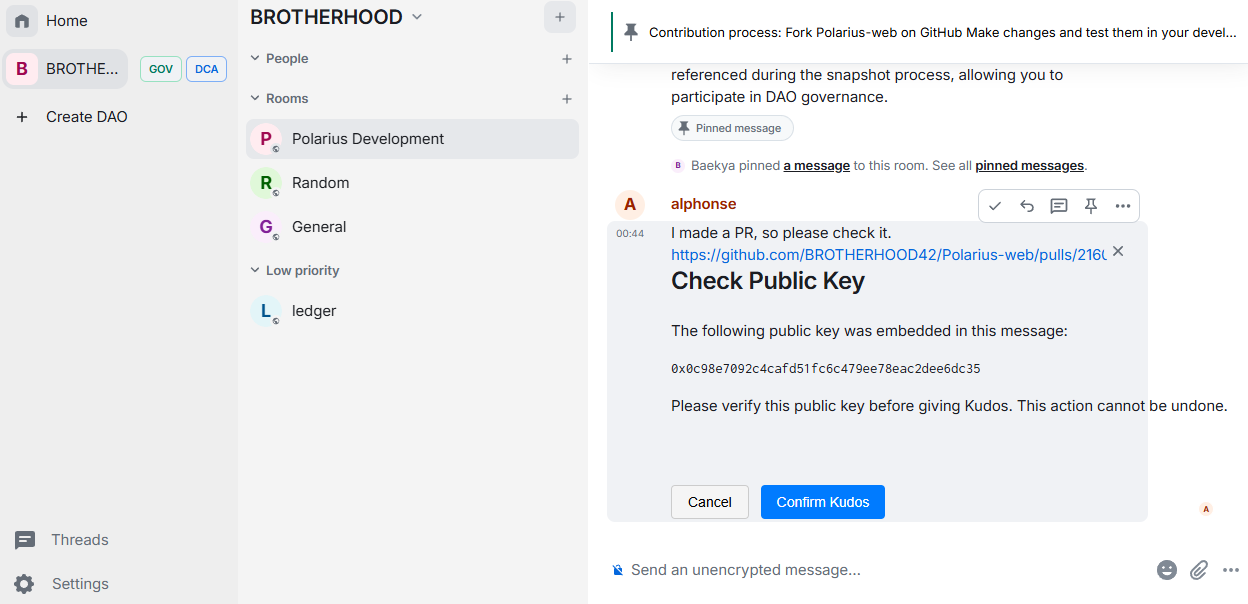 Home
B BROTHE... GOV DCA
Create DAO
Threads
Settings
BROTHERHOOD
People
Rooms
P Polarius Development
R Random
G General
Low priority
L ledger
Contribution process: Fork Polarius-web on GitHub Make changes and test them in your devel...
referenced during the snapshot process, allowing you to
participate in DAO governance.
Pinned message
B Baekya pinned a message to this room. See all pinned messages.
A alphonse
00:44 I made a PR, so please check it.
https://github.com/BROTHERHOOD42/Polarius-web/pulls/216
Check Public Key
The following public key was embedded in this message:
0x0c98e7092c4cafd51fc6c479ee78eac2dee6dc35
Please verify this public key before giving Kudos. This action cannot be undone.
Cancel Confirm Kudos
A
Send an unencrypted message...